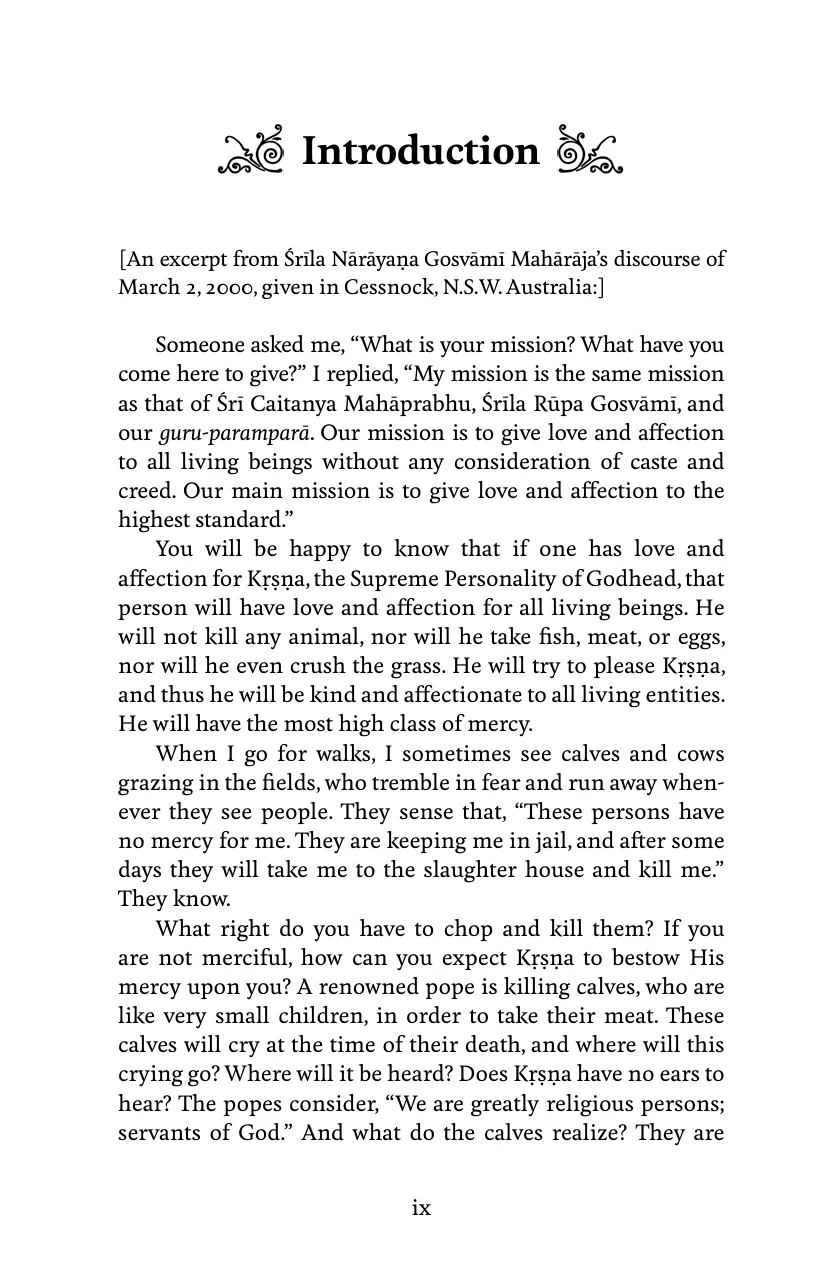 Introduction
[An excerpt from Śrīla Nārāyaṇa Gosvāmī Mahārāja’s discourse of
March 2, 2000, given in Cessnock, N.S.W. Australia:]
Someone asked me, “What is your mission? What have you
come here to give?” I replied, “My mission is the same mission
as that of Śrī Caitanya Mahāprabhu, Śrīla Rūpa Gosvāmī, and
our guru-paramparā. Our mission is to give love and affection
to all living beings without any consideration of caste and
creed. Our main mission is to give love and affection to the
highest standard.”
You will be happy to know that if one has love and
affection for Kṛṣṇa, the Supreme Personality of Godhead, that
person will have love and affection for all living beings. He
will not kill any animal, nor will he take fish, meat, or eggs,
nor will he even crush the grass. He will try to please Kṛṣṇa,
and thus he will be kind and affectionate to all living entities.
He will have the most high class of mercy.
When I go for walks, I sometimes see calves and cows
grazing in the fields, who tremble in fear and run away when-
ever they see people. They sense that, “These persons have
no mercy for me. They are keeping me in jail, and after some
days they will take me to the slaughter house and kill me.”
They know.
What right do you have to chop and kill them? If you
are not merciful, how can you expect Kṛṣṇa to bestow His
mercy upon you? A renowned pope is killing calves, who are
like very small children, in order to take their meat. These
calves will cry at the time of their death, and where will this
crying go? Where will it be heard? Does Kṛṣṇa have no ears to
hear? The popes consider, “We are greatly religious persons;
servants of God.” And what do the calves realize? They are
ix